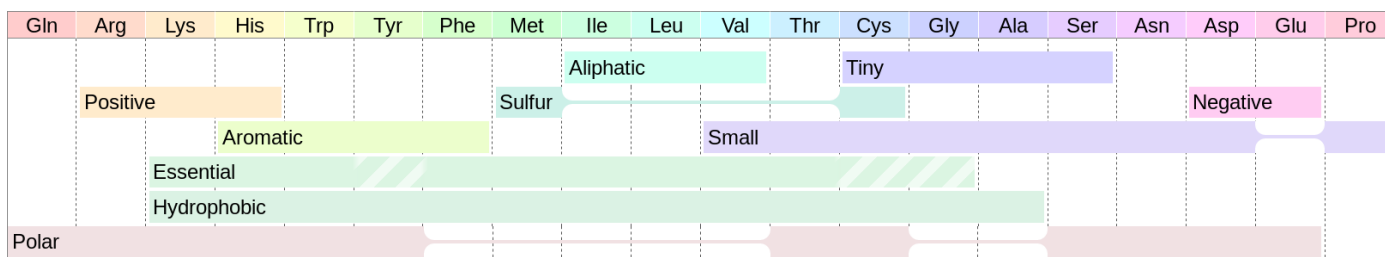 Gln Arg Lys His Trp Tyr Phe Met Ile Leu Val Thr Cys Gly Ala Ser Asn Asp Glu Pro
Aliphatic Tiny
Positive Sulfur Negative
Aromatic Small
Essential
Hydrophobic
Polar